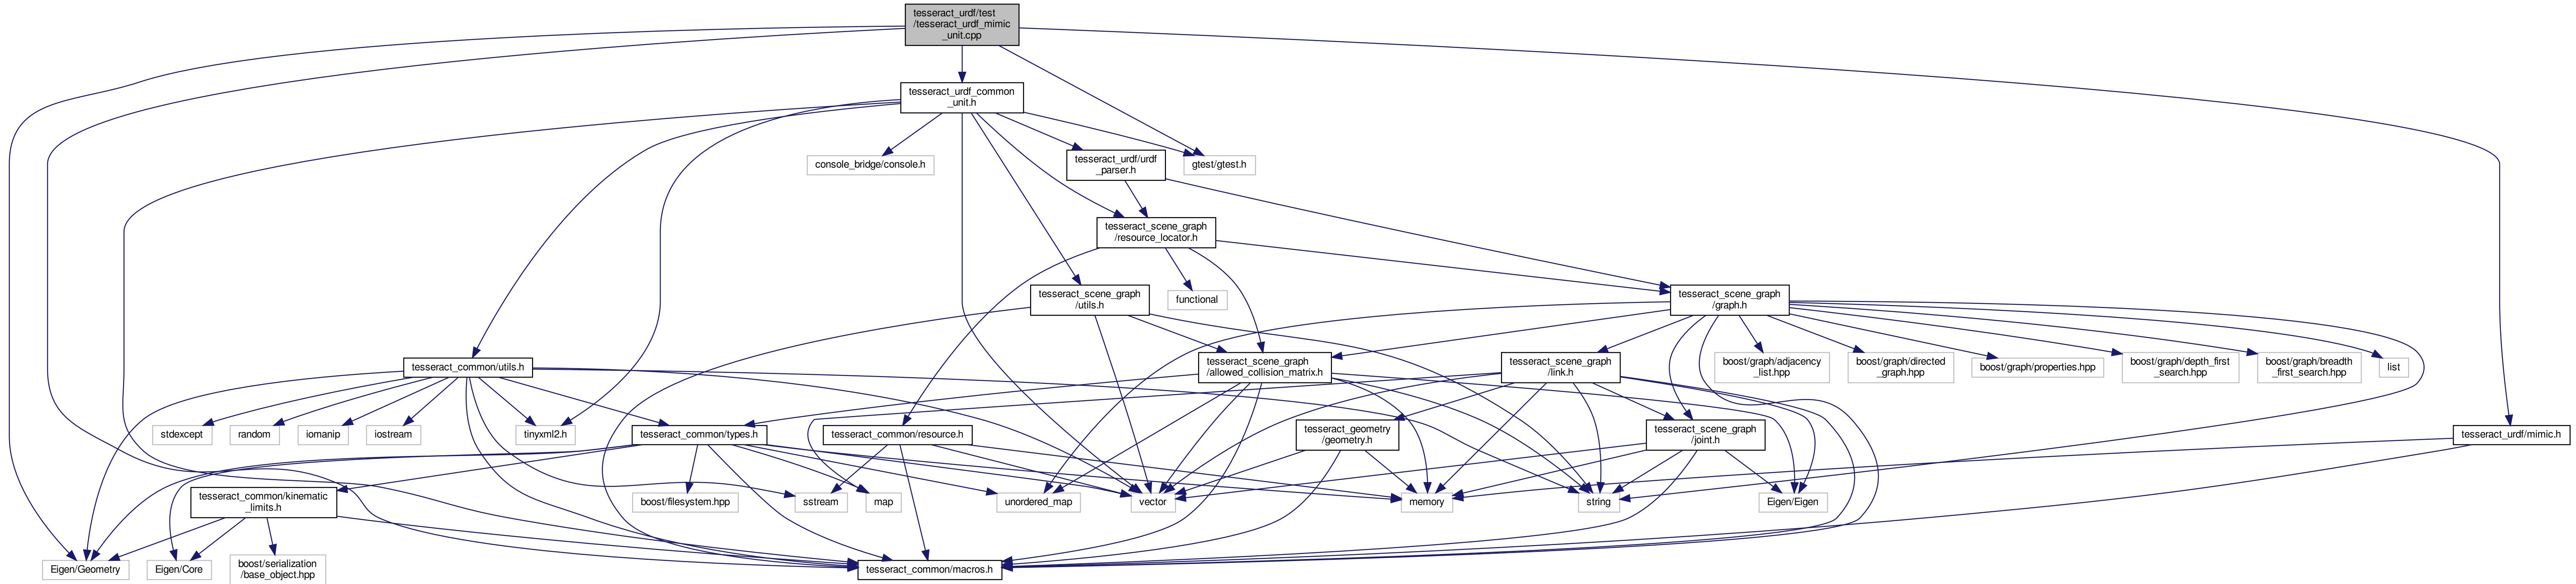 tesseract_urdf/test
/tesseract_urdf_mimic
_unit.cpp
tesseract_urdf_common
_unit.h
console_bridge/console.h
tesseract_urdf/urdf
_parser.h
gtest/gtest.h
tesseract_scene_graph
/resource_locator.h
tesseract_scene_graph
/utils.h
functional
tesseract_scene_graph
/graph.h
tesseract_common/utils.h
tesseract_scene_graph
/allowed_collision_matrix.h
tesseract_scene_graph
/link.h
boost/graph/adjacency
_list.hpp
boost/graph/directed
_graph.hpp
boost/graph/properties.hpp
boost/graph/depth_first
_search.hpp
boost/graph/breadth
_first_search.hpp
list
stdexcept
random
iomanip
iostream
tinyxml2.h
tesseract_common/types.h
tesseract_common/resource.h
tesseract_geometry
/geometry.h
tesseract_scene_graph
/joint.h
tesseract_urdf/mimic.h
tesseract_common/kinematic
_limits.h
boost/filesystem.hpp
sstream
map
unordered_map
vector
memory
string
Eigen/Eigen
Eigen/Geometry
Eigen/Core
boost/serialization
/base_object.hpp
tesseract_common/macros.h